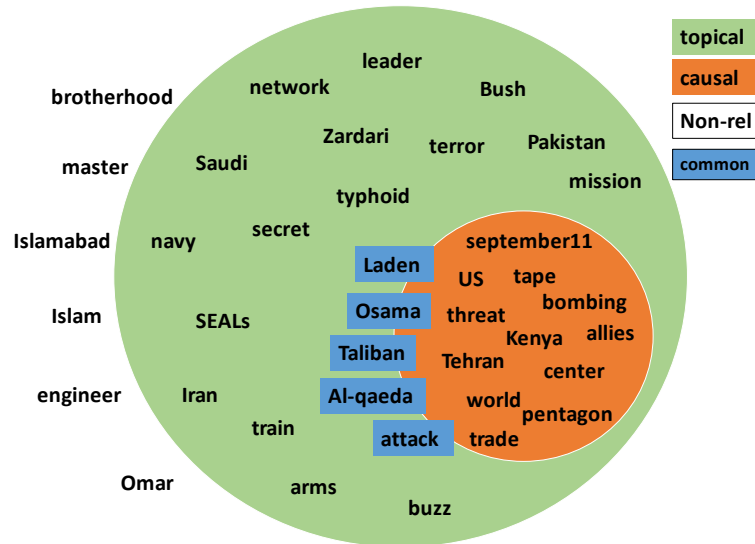 leader
topical
network
Bush
causal
brotherhood
Non-rel
Zardari
terror
Pakistan
common
master
Saudi
mission
typhoid
Islamabad
navy
secret
september11
Laden
US
tape
bombing
Islam
SEALs
Osama
threat
Kenya
allies
Taliban
Tehran
center
engineer
Iran
Al-qaeda
world
pentagon
train
attack
trade
Omar
arms
buzz